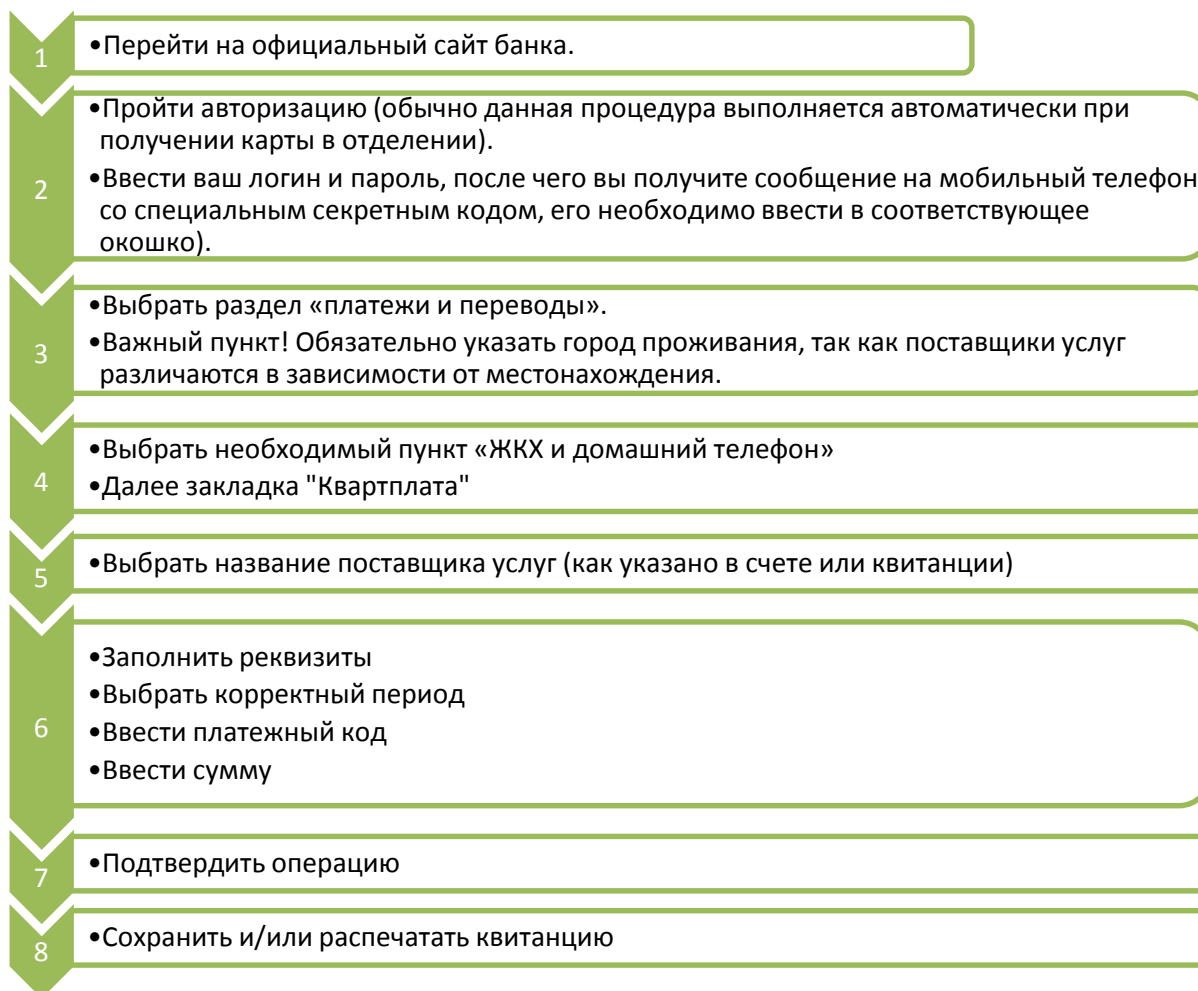 1
•Перейти на официальный сайт банка.
2
•Пройти авторизацию (обычно данная процедура выполняется автоматически при
получении карты в отделении).
•Ввести ваш логин и пароль, после чего вы получите сообщение на мобильный телефон
со специальным секретным кодом, его необходимо ввести в соответствующее
окошко).
3
•Выбрать раздел «платежи и переводы».
•Важный пункт! Обязательно указать город проживания, так как поставщики услуг
различаются в зависимости от местонахождения.
4
•Выбрать необходимый пункт «ЖКХ и домашний телефон»
•Далее закладка "Квартплата"
5
•Выбрать название поставщика услуг (как указано в счете или квитанции)
6
•Заполнить реквизиты
•Выбрать корректный период
•Ввести платежный код
•Ввести сумму
7
•Подтвердить операцию
8
•Сохранить и/или распечатать квитанцию